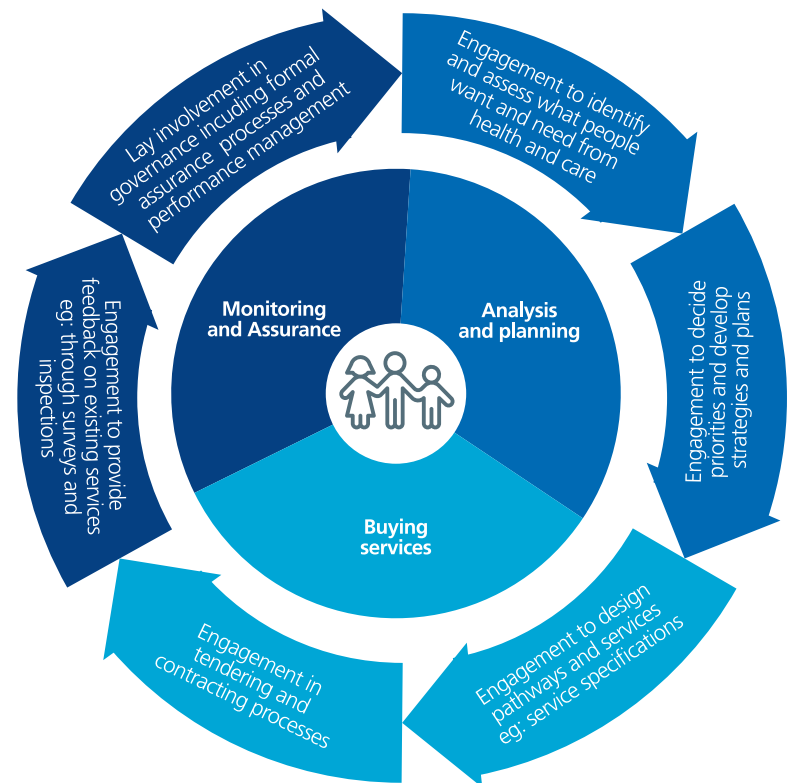 Engagement to identify
and assess what people
want and need from
health and care
Engagement to decide
priorities and develop
strategies and plans
Engagement to design
pathways and services
eg: service specifications
Engagement in
tendering and
contracting processes
Engagement to provide
feedback on existing services
eg: through surveys and
inspections
Lay involvement in
governance incuding formal
assurance processes and
performance management
Monitoring
and Assurance
Analysis
and planning
Buying
services